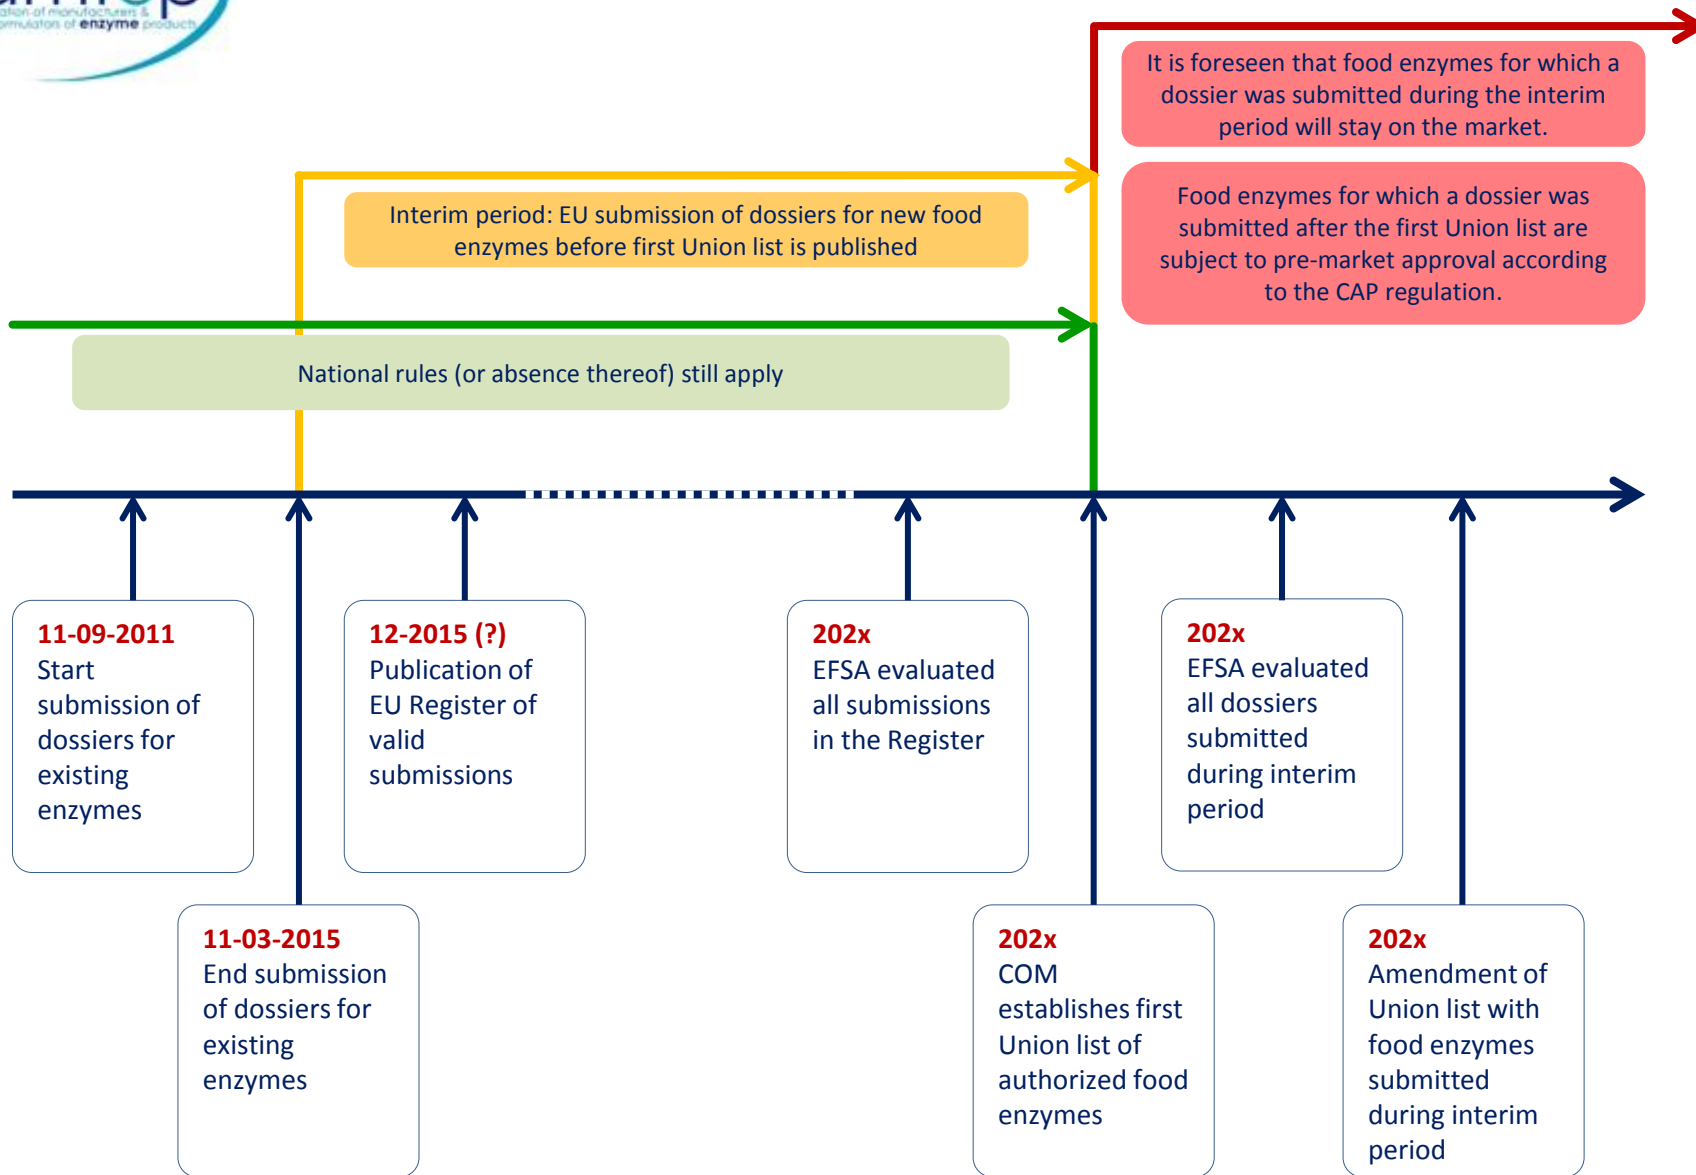 formulators of enzyme products
It is foreseen that food enzymes for which a
dossier was submitted during the interim
period will stay on the market.
Interim period: EU submission of dossiers for new food
enzymes before first Union list is published
Food enzymes for which a dossier was
submitted after the first Union list are
subject to pre-market approval according
to the CAP regulation.
National rules (or absence thereof) still apply
11-09-2011
Start
submission of
dossiers for
existing
enzymes
12-2015 (?)
Publication of
EU Register of
valid
submissions
202x
EFSA evaluated
all submissions
in the Register
202x
EFSA evaluated
all dossiers
submitted
during interim
period
11-03-2015
End submission
of dossiers for
existing
enzymes
202x
COM
establishes first
Union list of
authorized food
enzymes
202x
Amendment of
Union list with
food enzymes
submitted
during interim
period